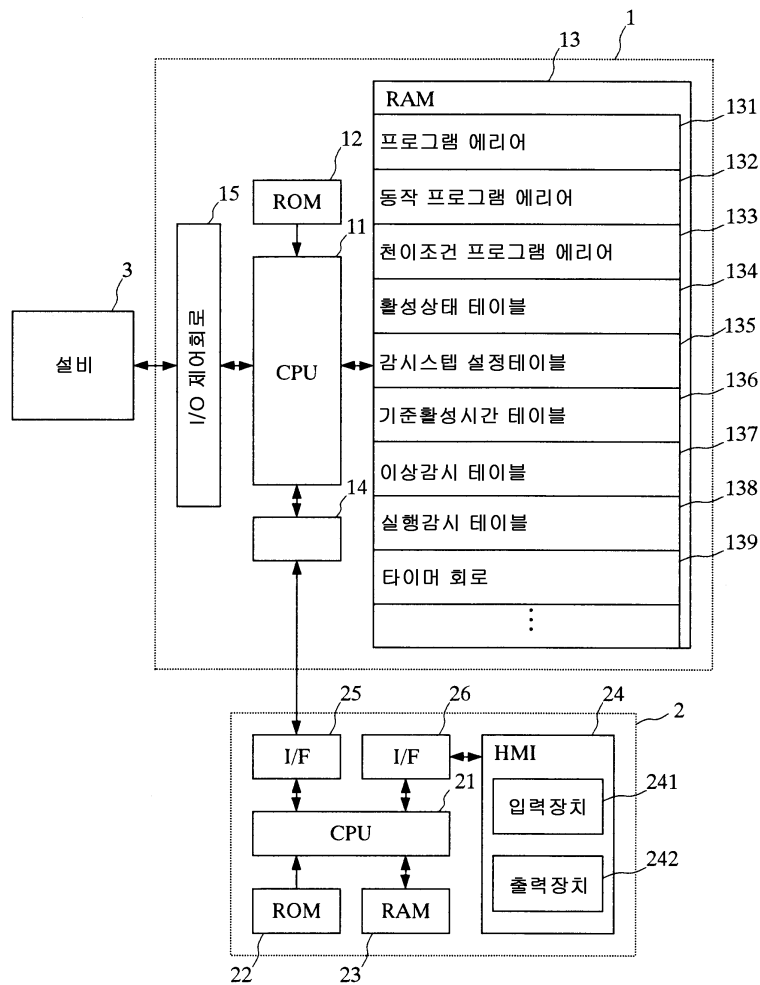 1
13
RAM
131
프로그램 에리어
132
동작 프로그램 에리어
133
천이조건 프로그램 에리어
134
활성상태 테이블
135
감시스텝 설정테이블
136
기준활성시간 테이블
137
이상감시 테이블
138
실행감시 테이블
139
타이머 회로
⋮
12
ROM
15
11
I/O 제어회로
CPU
3
설비
14
25
26
24
2
I/F
I/F
HMI
21
241
입력장치
CPU
242
출력장치
ROM
RAM
22
23